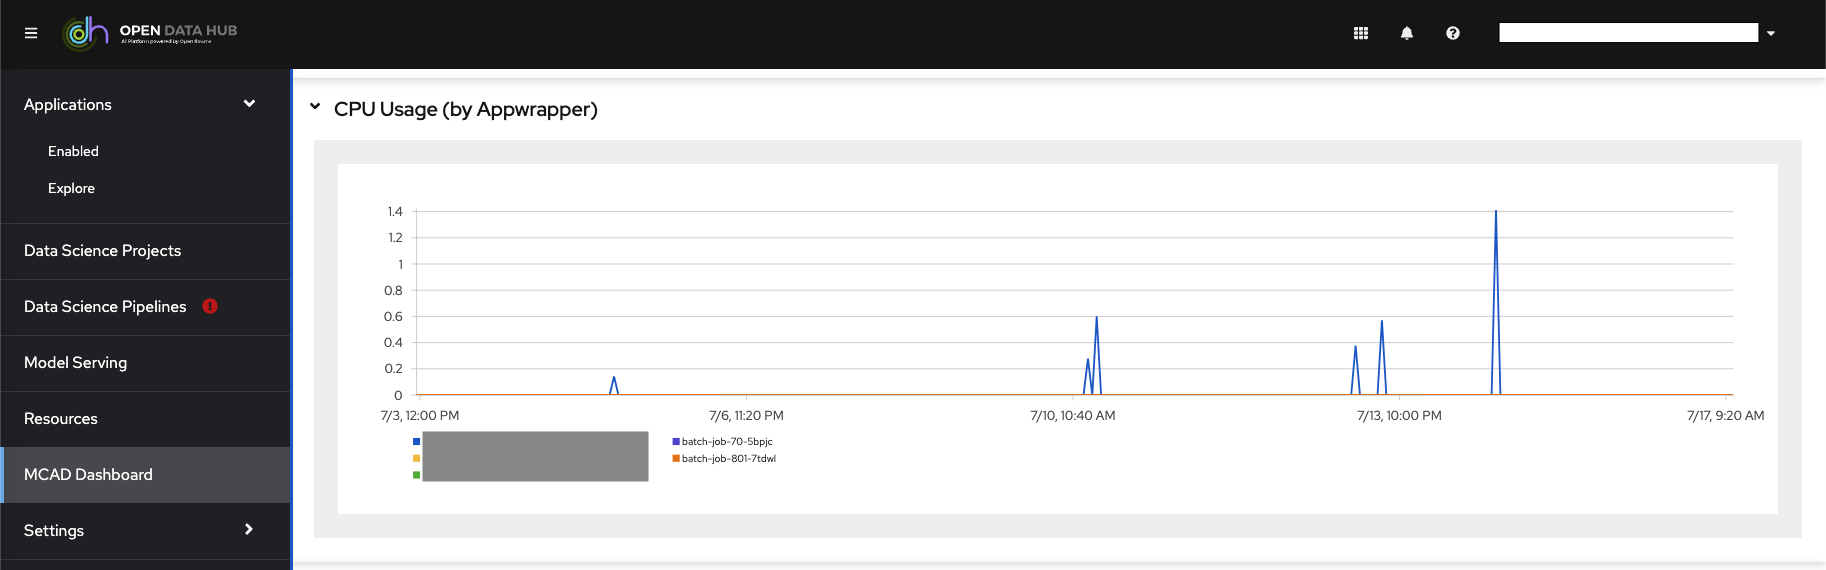 OPEN DATA HUB
AI Platform powered by Open Source
Applications
Enabled
Explore
Data Science Projects
Data Science Pipelines
Model Serving
Resources
MCAD Dashboard
Settings
CPU Usage (by Appwrapper)
1.4
1.2
1
0.8
0.6
0.4
0.2
0
7/3, 12:00 PM
7/6, 11:20 PM
7/10, 10:40 AM
7/13, 10:00 PM
7/17, 9:20 AM
batch-job-70-5bpjc
batch-job-801-7tdwl